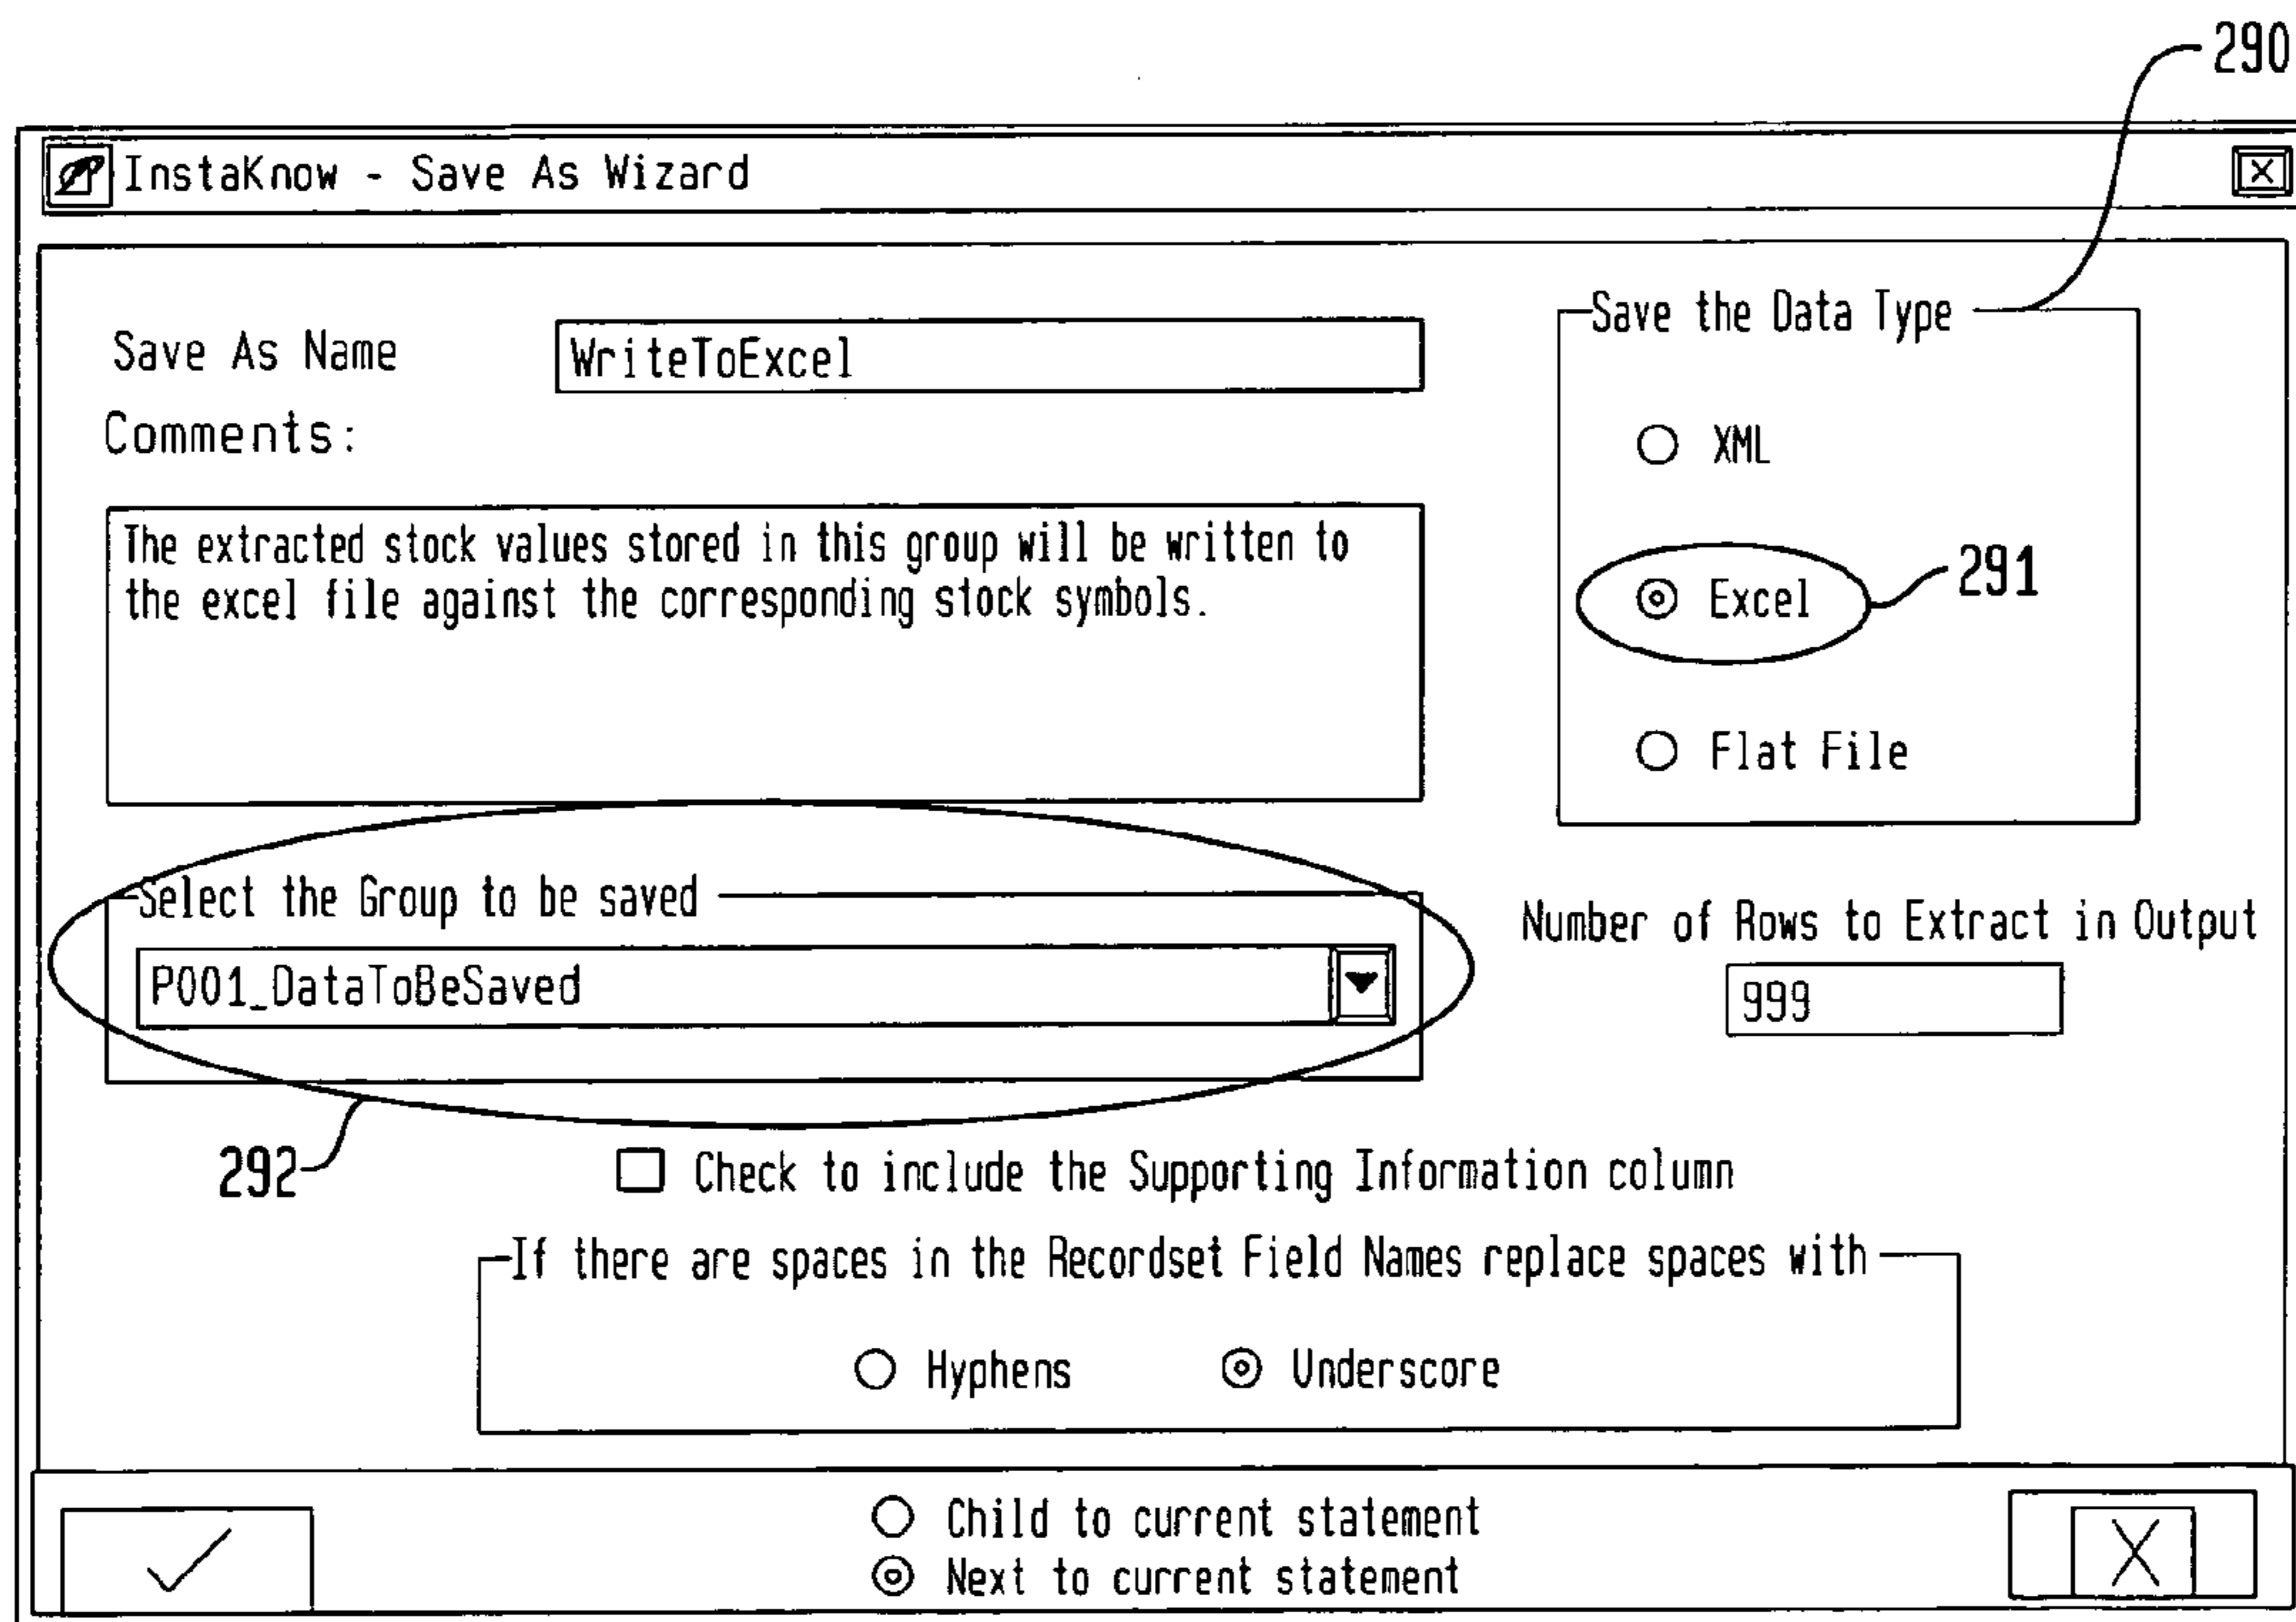 290
InstaKnow - Save As Wizard
Save As Name
WriteToExcel
Comments:
The extracted stock values stored in this group will be written to
the excel file against the corresponding stock symbols.
Save the Data Type
XML
Excel
291
Flat File
Select the Group to be saved
P001_DataToBeSaved
Number of Rows to Extract in Output
999
292
Check to include the Supporting Information column
If there are spaces in the Recordset Field Names replace spaces with
Hyphens
Underscore
Child to current statement
Next to current statement